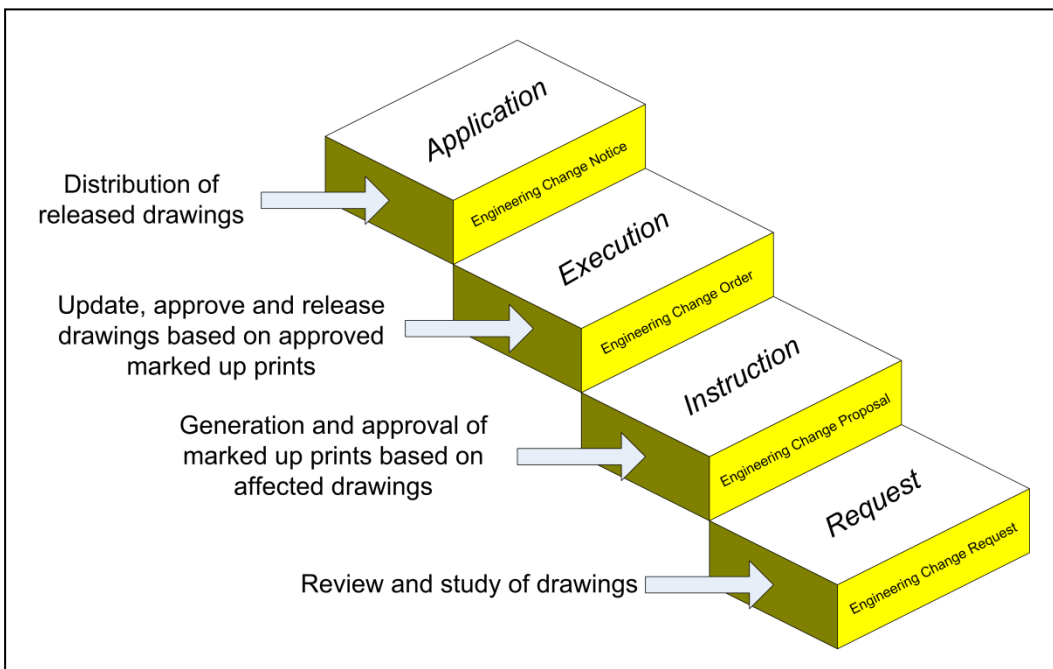 Application
Engineering Change Notice
Distribution of
released drawings
Execution
Engineering Change Order
Update, approve and release
drawings based on approved
marked up prints
Instruction
Engineering Change Proposal
Generation and approval of
marked up prints based on
affected drawings
Request
Engineering Change Request
Review and study of drawings